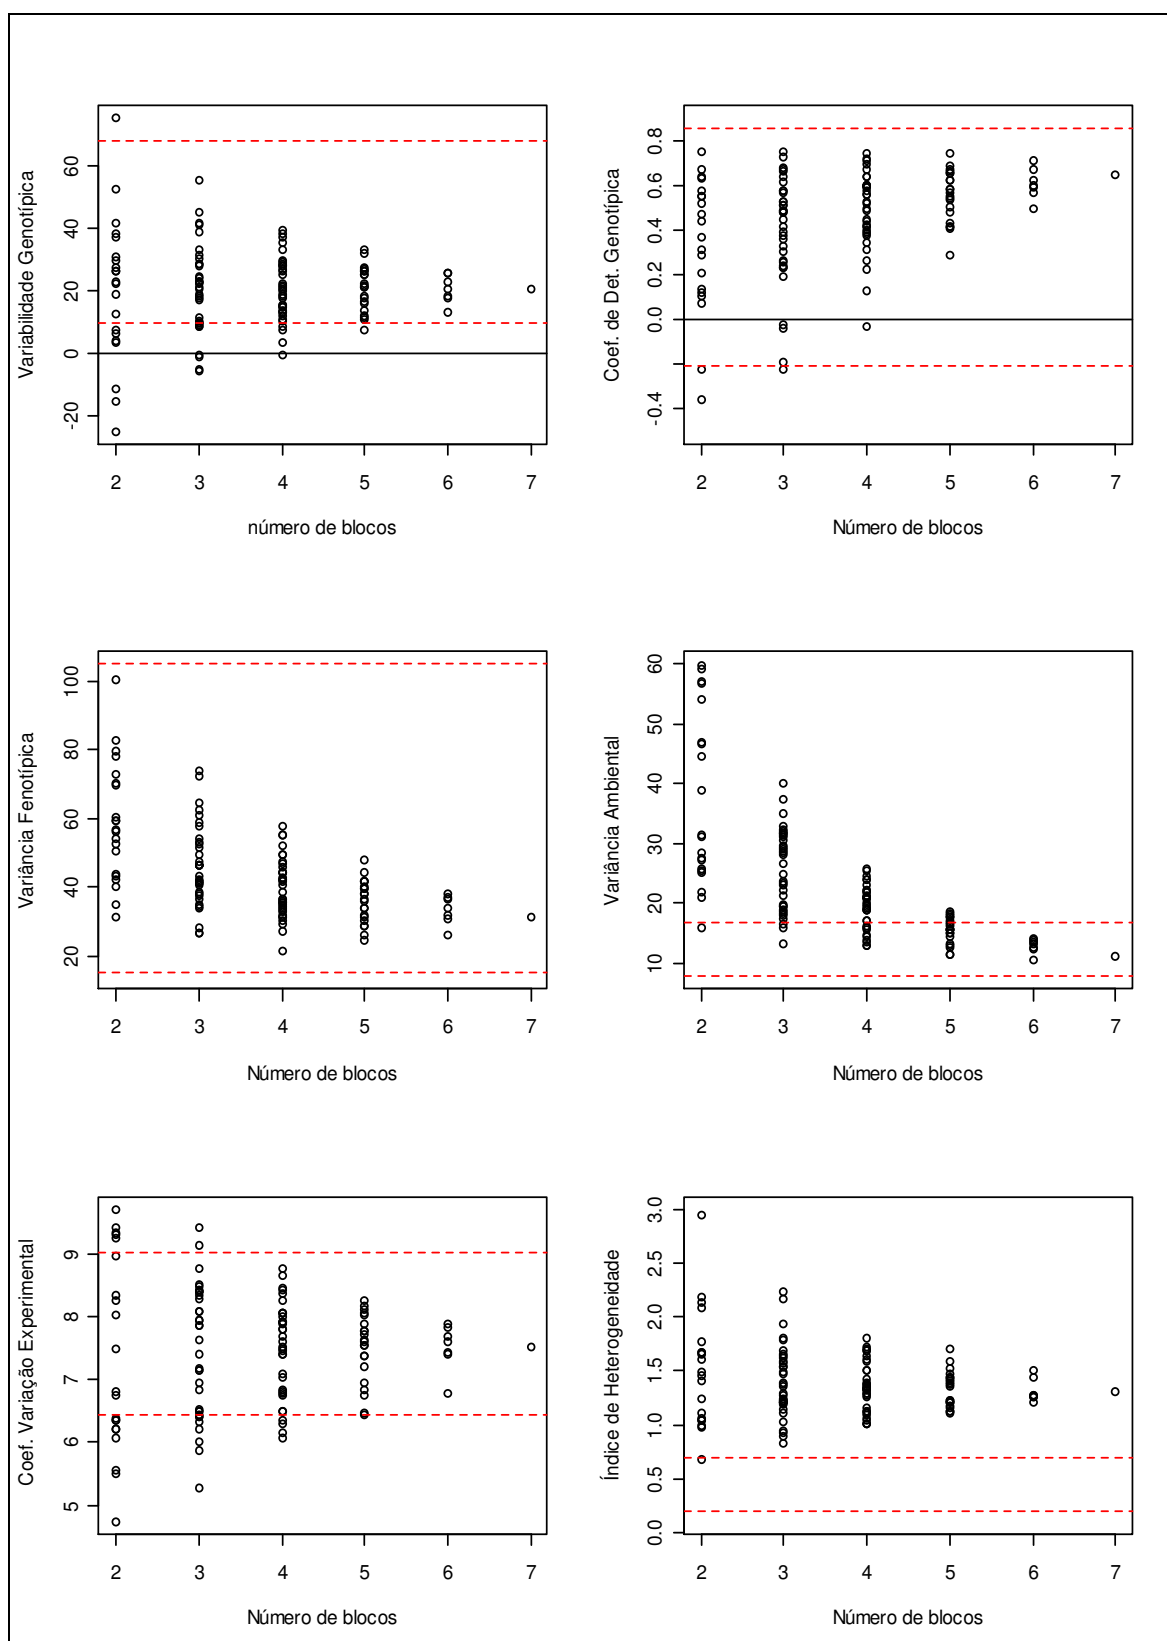 Variabilidade Genotípica
60
40
20
0
-20
2 3 4 5 6 7
número de blocos
Coef. de Det. Genotípica
0.8
0.6
0.4
0.2
0.0
-0.4
2 3 4 5 6 7
Número de blocos
Variância Fenotípica
100
80
60
40
20
2 3 4 5 6 7
Número de blocos
Variância Ambiental
60
50
40
30
20
10
2 3 4 5 6 7
Número de blocos
Coef. Variação Experimental
9
8
7
6
5
2 3 4 5 6 7
Número de blocos
Índice de Heterogeneidade
3.0
2.5
2.0
1.5
1.0
0.5
0.0
2 3 4 5 6 7
Número de blocos